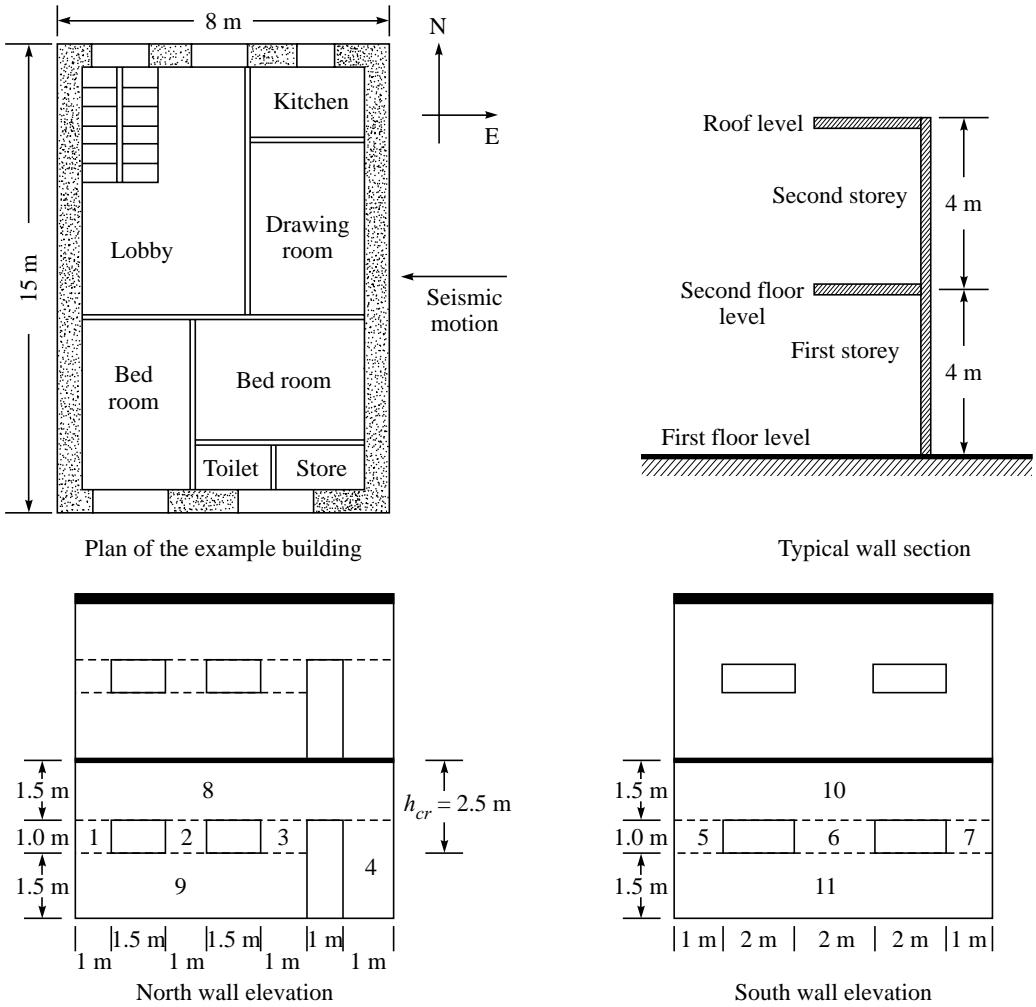 8 m
N
E
15 m
Kitchen
Drawing
room
Lobby
Bed
room
Bed room
Toilet
Store
Seismic
motion
Plan of the example building
Roof level
Second storey
4 m
Second floor
level
First storey
4 m
First floor level
Typical wall section
1.5 m
1.0 m
1.5 m
8
1
2
3
4
9
h_cr = 2.5 m
1.5 m
1.5 m
1 m
1 m
1 m
1 m
1 m
North wall elevation
1.5 m
1.0 m
1.5 m
10
5
6
7
11
1 m
2 m
2 m
2 m
1 m
South wall elevation